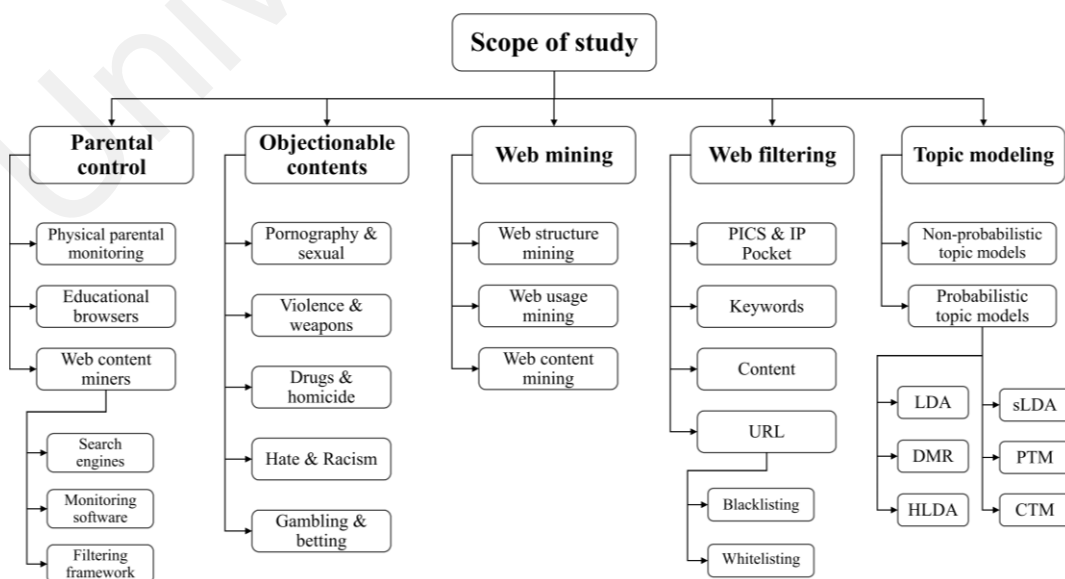 Univ
Scope of study
Parental
control
Objectionable
contents
Web mining
Web filtering
Topic modeling
Physical parental
monitoring
Educational
browsers
Web content
miners
Search
engines
Monitoring
software
Filtering
framework
Pornography &
sexual
Violence &
weapons
Drugs &
homicide
Hate & Racism
Gambling &
betting
Web structure
mining
Web usage
mining
Web content
mining
PICS & IP
Pocket
Keywords
Content
URL
Blacklisting
Whitelisting
Non-probabilistic
topic models
Probabilistic
topic models
LDA
sLDA
DMR
PTM
HLDA
CTM